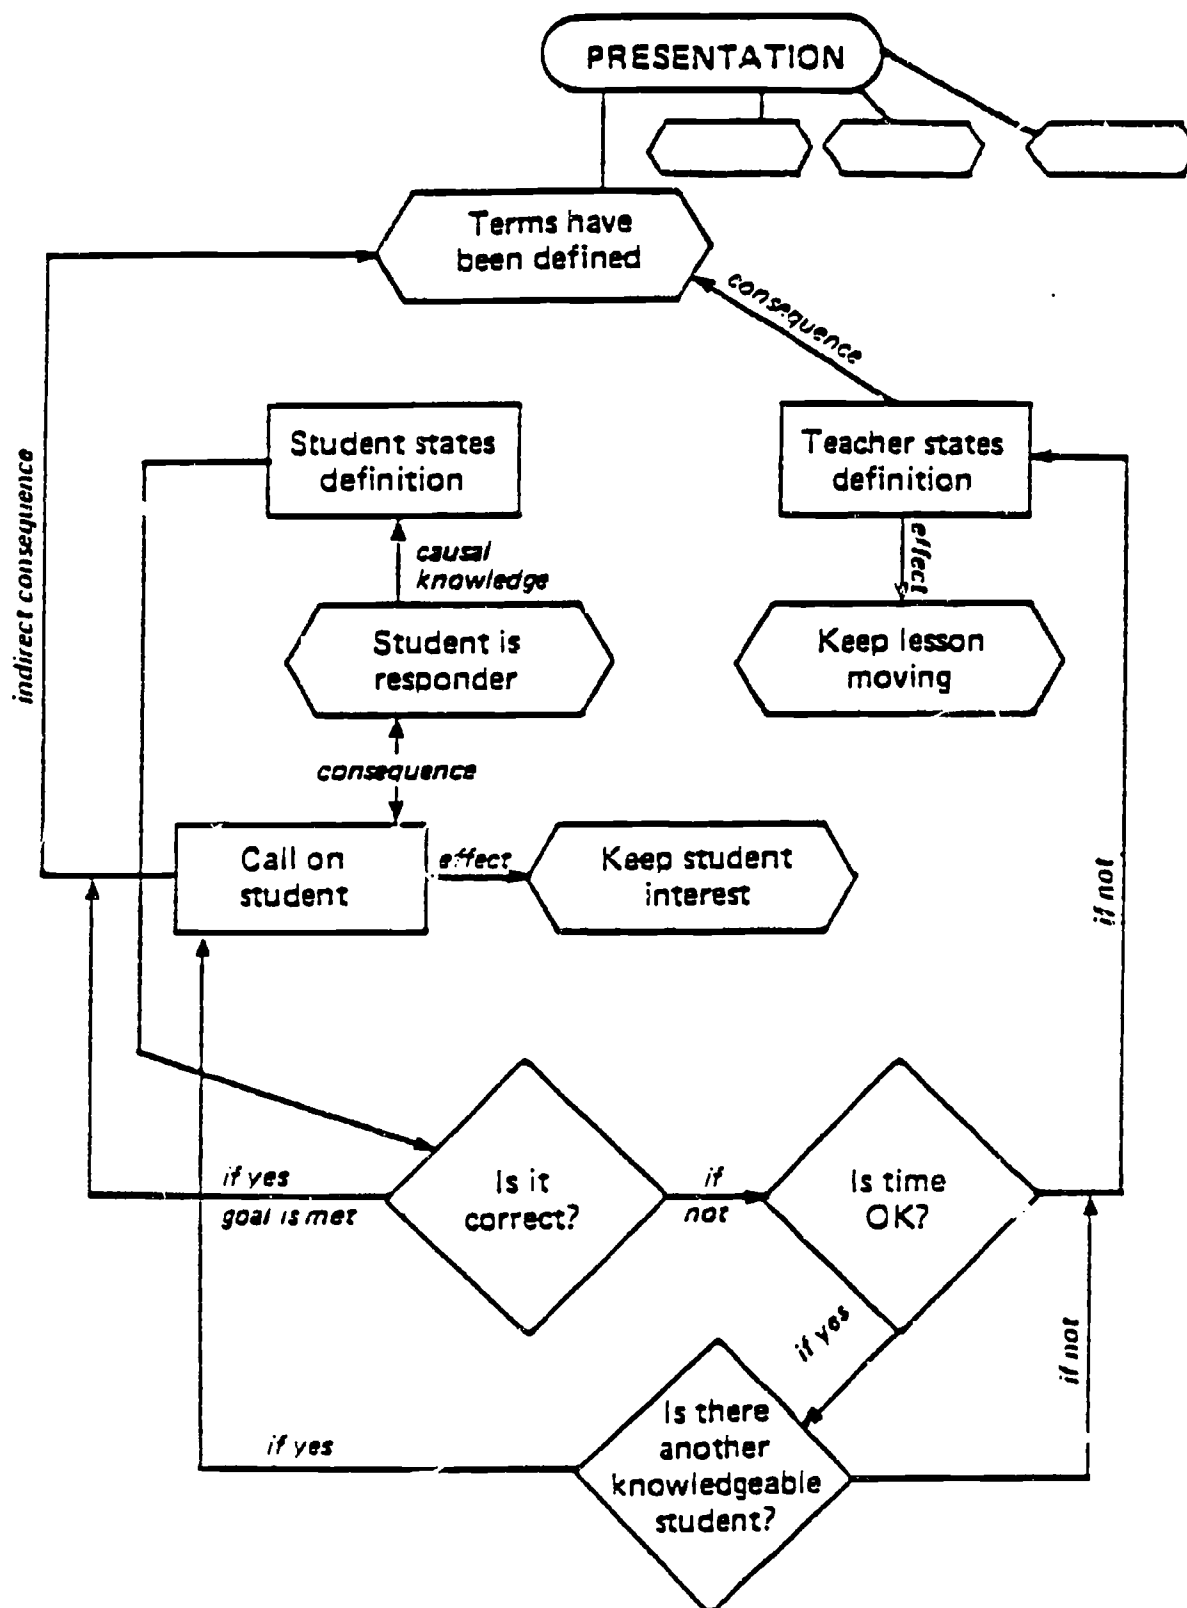 PRESENTATION
Terms have
been defined
consequence
indirect consequence
Student states
definition
Teacher states
definition
causal
knowledge
effect
Student is
responder
Keep lesson
moving
consequence
Call on
student
effect
Keep student
interest
if not
if yes
goal is met
Is it
correct?
if
not
Is time
OK?
if yes
if not
if yes
Is there
another
knowledgeable
student?